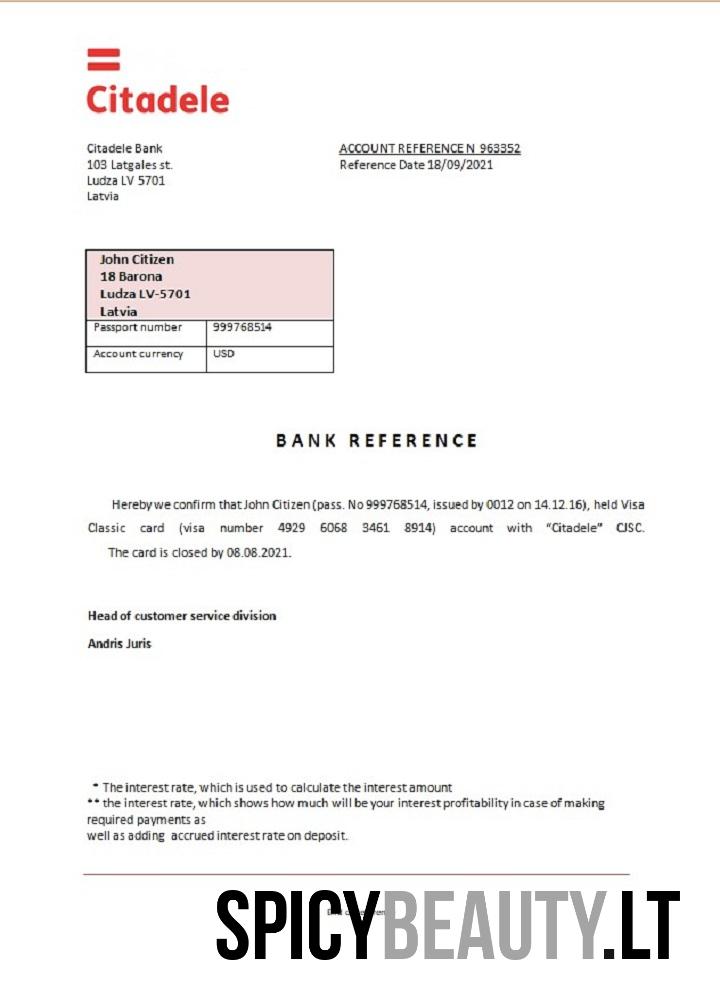 Citadele
Citadele Bank
103 Latgales st.
Ludza LV 5701
Latvia
ACCOUNT REFERENCE N 963352
Reference Date 18/09/2021
John Citizen
18 Barona
Ludza LV-5701
Latvia
Passport number 999768514
Account currency USD
BANK REFERENCE
Hereby we confirm that John Citizen (pass. No 999768514, issued by 0012 on 14.12.16), held Visa
Classic card (visa number 4929 6068 3461 8914) account with “Citadele” CJSC.
The card is closed by 08.08.2021.
Head of customer service division
Andris Juris
* The interest rate, which is used to calculate the interest amount
** the interest rate, which shows how much will be your interest profitability in case of making
required payments as
well as adding accrued interest rate on deposit.
SPICYBEAUTY.LT